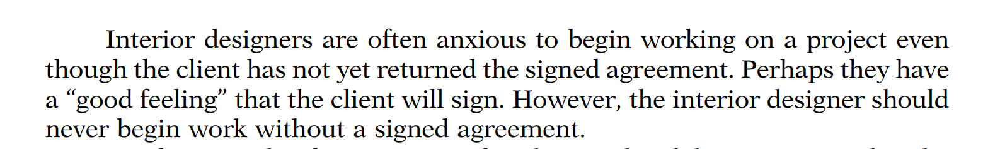 Interior designers are often anxious to begin working on a project even
though the client has not yet returned the signed agreement. Perhaps they have
a “good feeling” that the client will sign. However, the interior designer should
never begin work without a signed agreement.